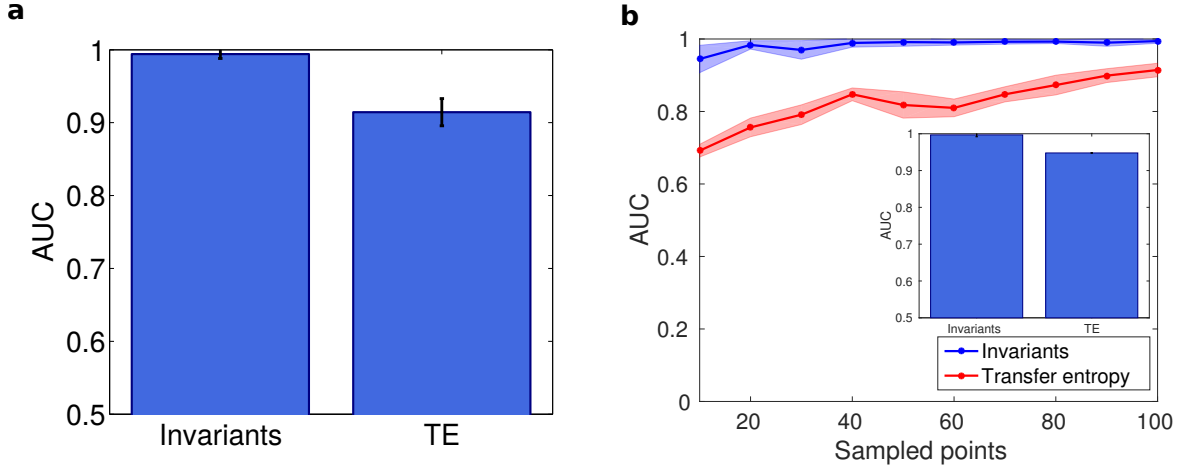 a
1
0.9
0.8
0.7
0.6
0.5
AUC
Invariants TE
b
1
0.8
0.6
0.4
0.2
0
AUC
20 40 60 80 100
Sampled points
1
0.9
0.8
0.7
0.6
0.5
AUC
Invariants TE
Invariants
Transfer entropy